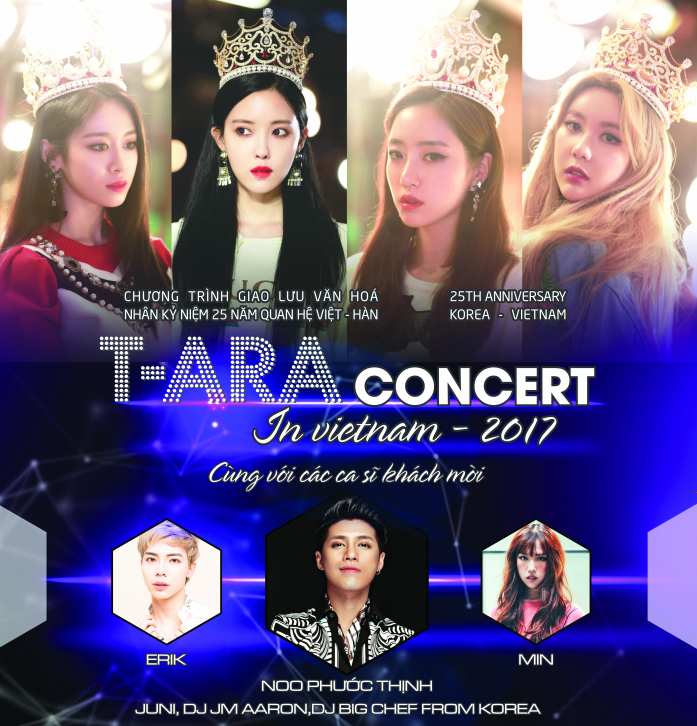 CHƯƠNG TRÌNH GIAO LƯU VĂN HOÁ
NHÂN KỶ NIỆM 25 NĂM QUAN HỆ VIỆT - HÀN
25TH ANNIVERSARY
KOREA - VIETNAM
T-ARA CONCERT
In vietnam - 2017
Cùng với các ca sĩ khách mời
ERIK
MIN
NOO PHƯỚC THỊNH
JUNI, DJ JM AARON,DJ BIG CHEF FROM KOREA